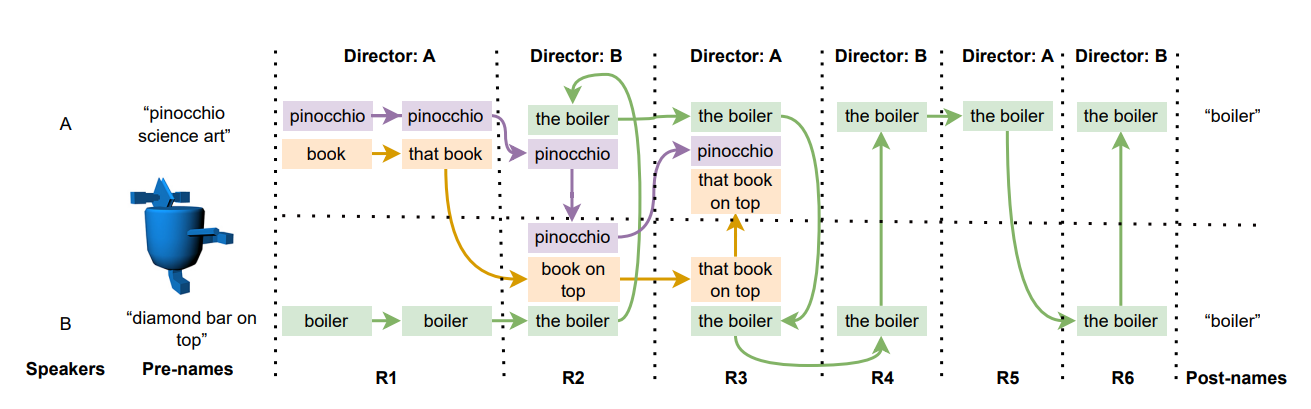 Director: A
Director: B
Director: A
Director: B
Director: A
Director: B
A
“pinocchio
science art”
pinocchio
pinocchio
the boiler
the boiler
the boiler
the boiler
the boiler
“boiler”
book
that book
pinocchio
pinocchio
that book
on top
pinocchio
book on
top
that book
on top
B
“diamond bar on
top”
boiler
boiler
the boiler
the boiler
the boiler
the boiler
“boiler”
Speakers
Pre-names
R1
R2
R3
R4
R5
R6
Post-names